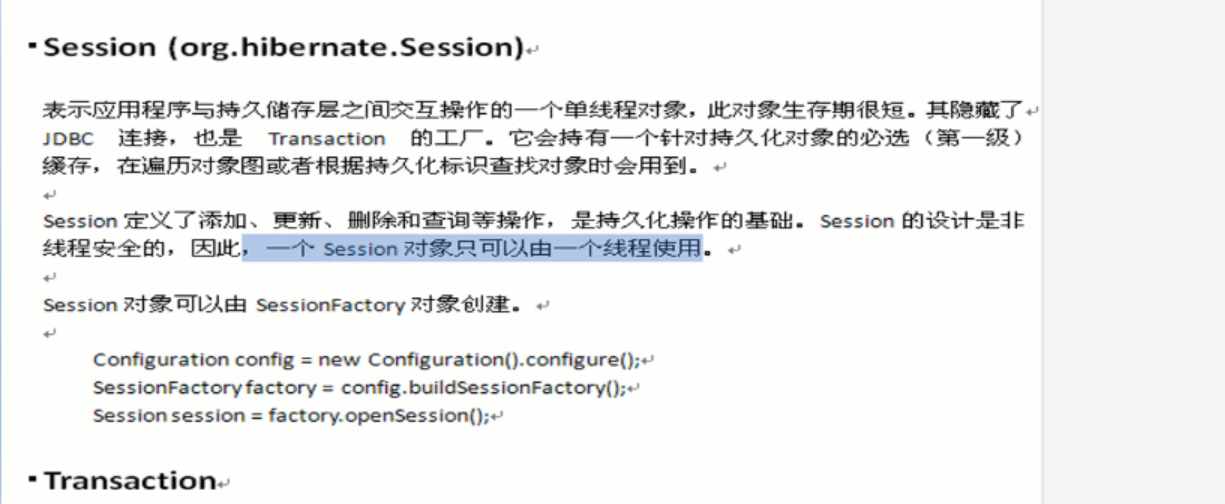 Session (org.hibernate.Session)
表示应用程序与持久储存层之间交互操作的一个单线程对象，此对象生存期很短。其隐藏了
JDBC 连接，也是 Transaction 的工厂。它会持有一个针对持久化对象的必选（第一级）
缓存，在遍历对象图或者根据持久化标识查找对象时会用到。
Session 定义了添加、更新、删除和查询等操作，是持久化操作的基础。Session 的设计是非
线程安全的，因此，一个 Session 对象只可以由一个线程使用。
Session 对象可以由 SessionFactory 对象创建。
Configuration config = new Configuration().configure();
SessionFactory factory = config.buildSessionFactory();
Session session = factory.openSession();
Transaction